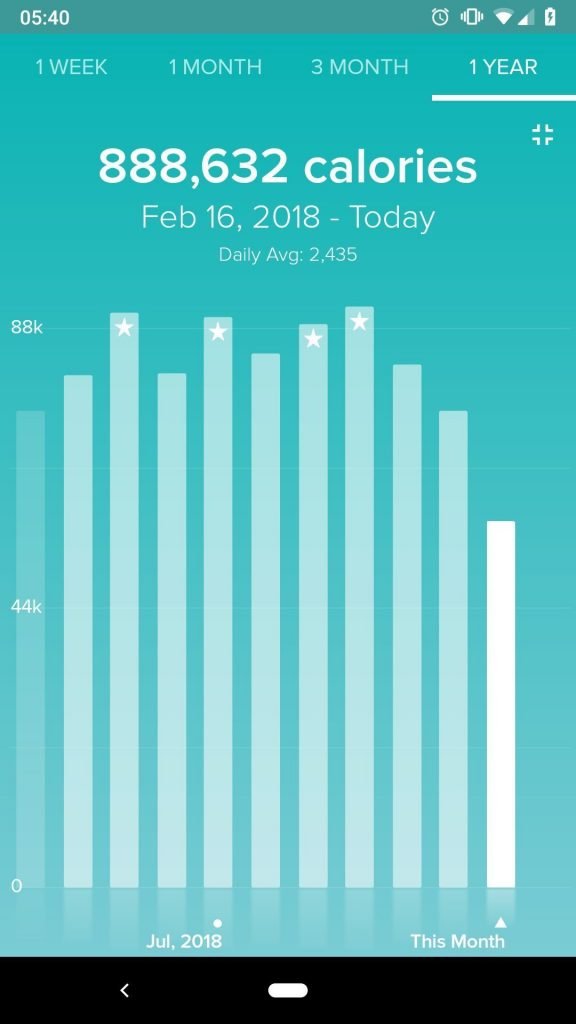 05:40
1 WEEK 1 MONTH 3 MONTH 1 YEAR
888,632 calories
Feb 16, 2018 - Today
Daily Avg: 2,435
88k
44k
0
Jul, 2018 This Month